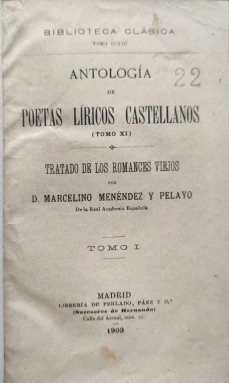 BIBLIOTECA CLÁSICA
TOMO
ANTOLOGÍA
22
DE
POETAS LÍRICOS CASTELLANOS
(TOMO XI)
TRATADO DE LOS ROMANCES VIEJOS
POR
D. MARCELINO MENÉNDEZ Y PELAYO
De la Real Academia Española
TOMO I
MADRID
LIBRERÍA DE PERLADO, PÁEZ Y C.ª
(Sucesores de Hernando)
Calle del Arenal, núm. 11.
1903